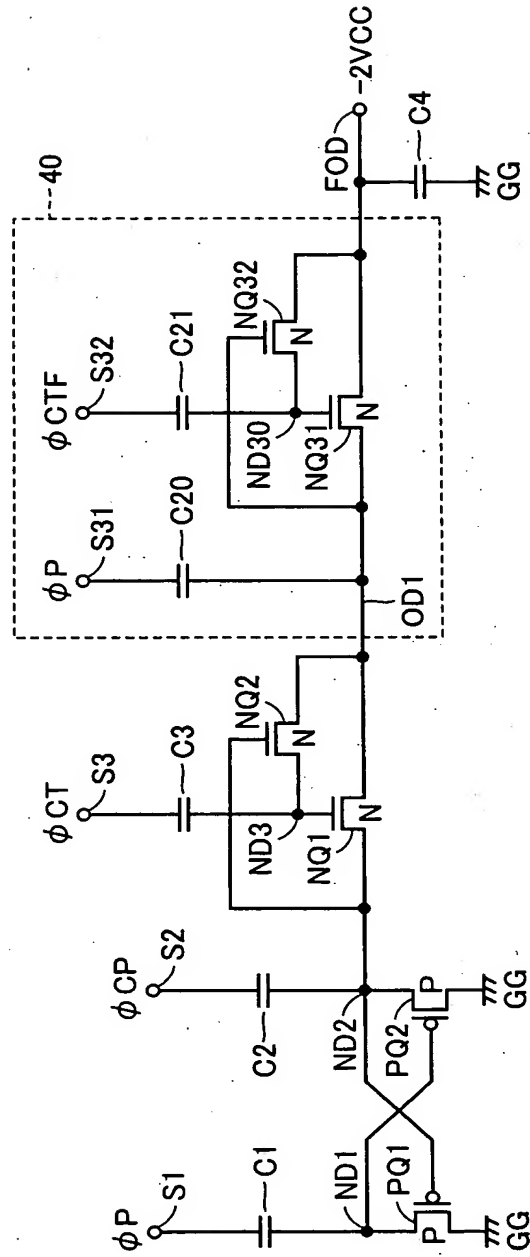 φP
S1
C1
ND1
PQ1
P
GG
φCP
S2
C2
ND2
PQ2
P
GG
φCT
S3
C3
ND3
NQ2
N
NQ1
N
40
φP
S31
C20
OD1
φCTF
S32
C21
ND30
NQ32
N
NQ31
N
FOD
-2VCC
C4
GG